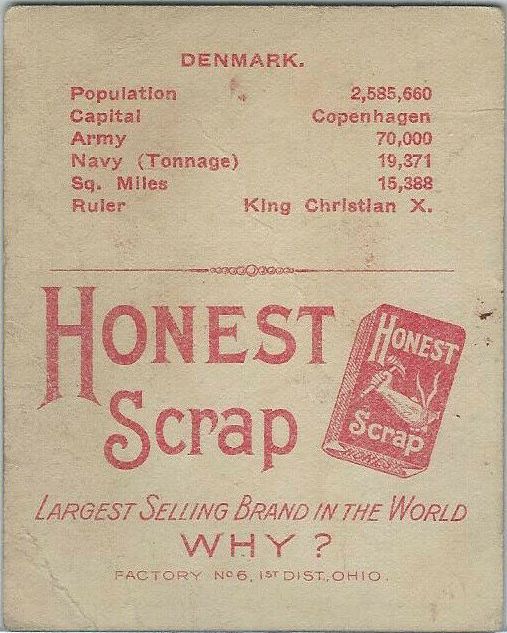 DENMARK.
Population 2,585,660
Capital Copenhagen
Army 70,000
Navy (Tonnage) 19,371
Sq. Miles 15,388
Ruler King Christian X.
HONEST
Scrap
HONEST
Scrap
LARGEST SELLING BRAND IN THE WORLD
WHY?
FACTORY No 6, 1ST DIST., OHIO.